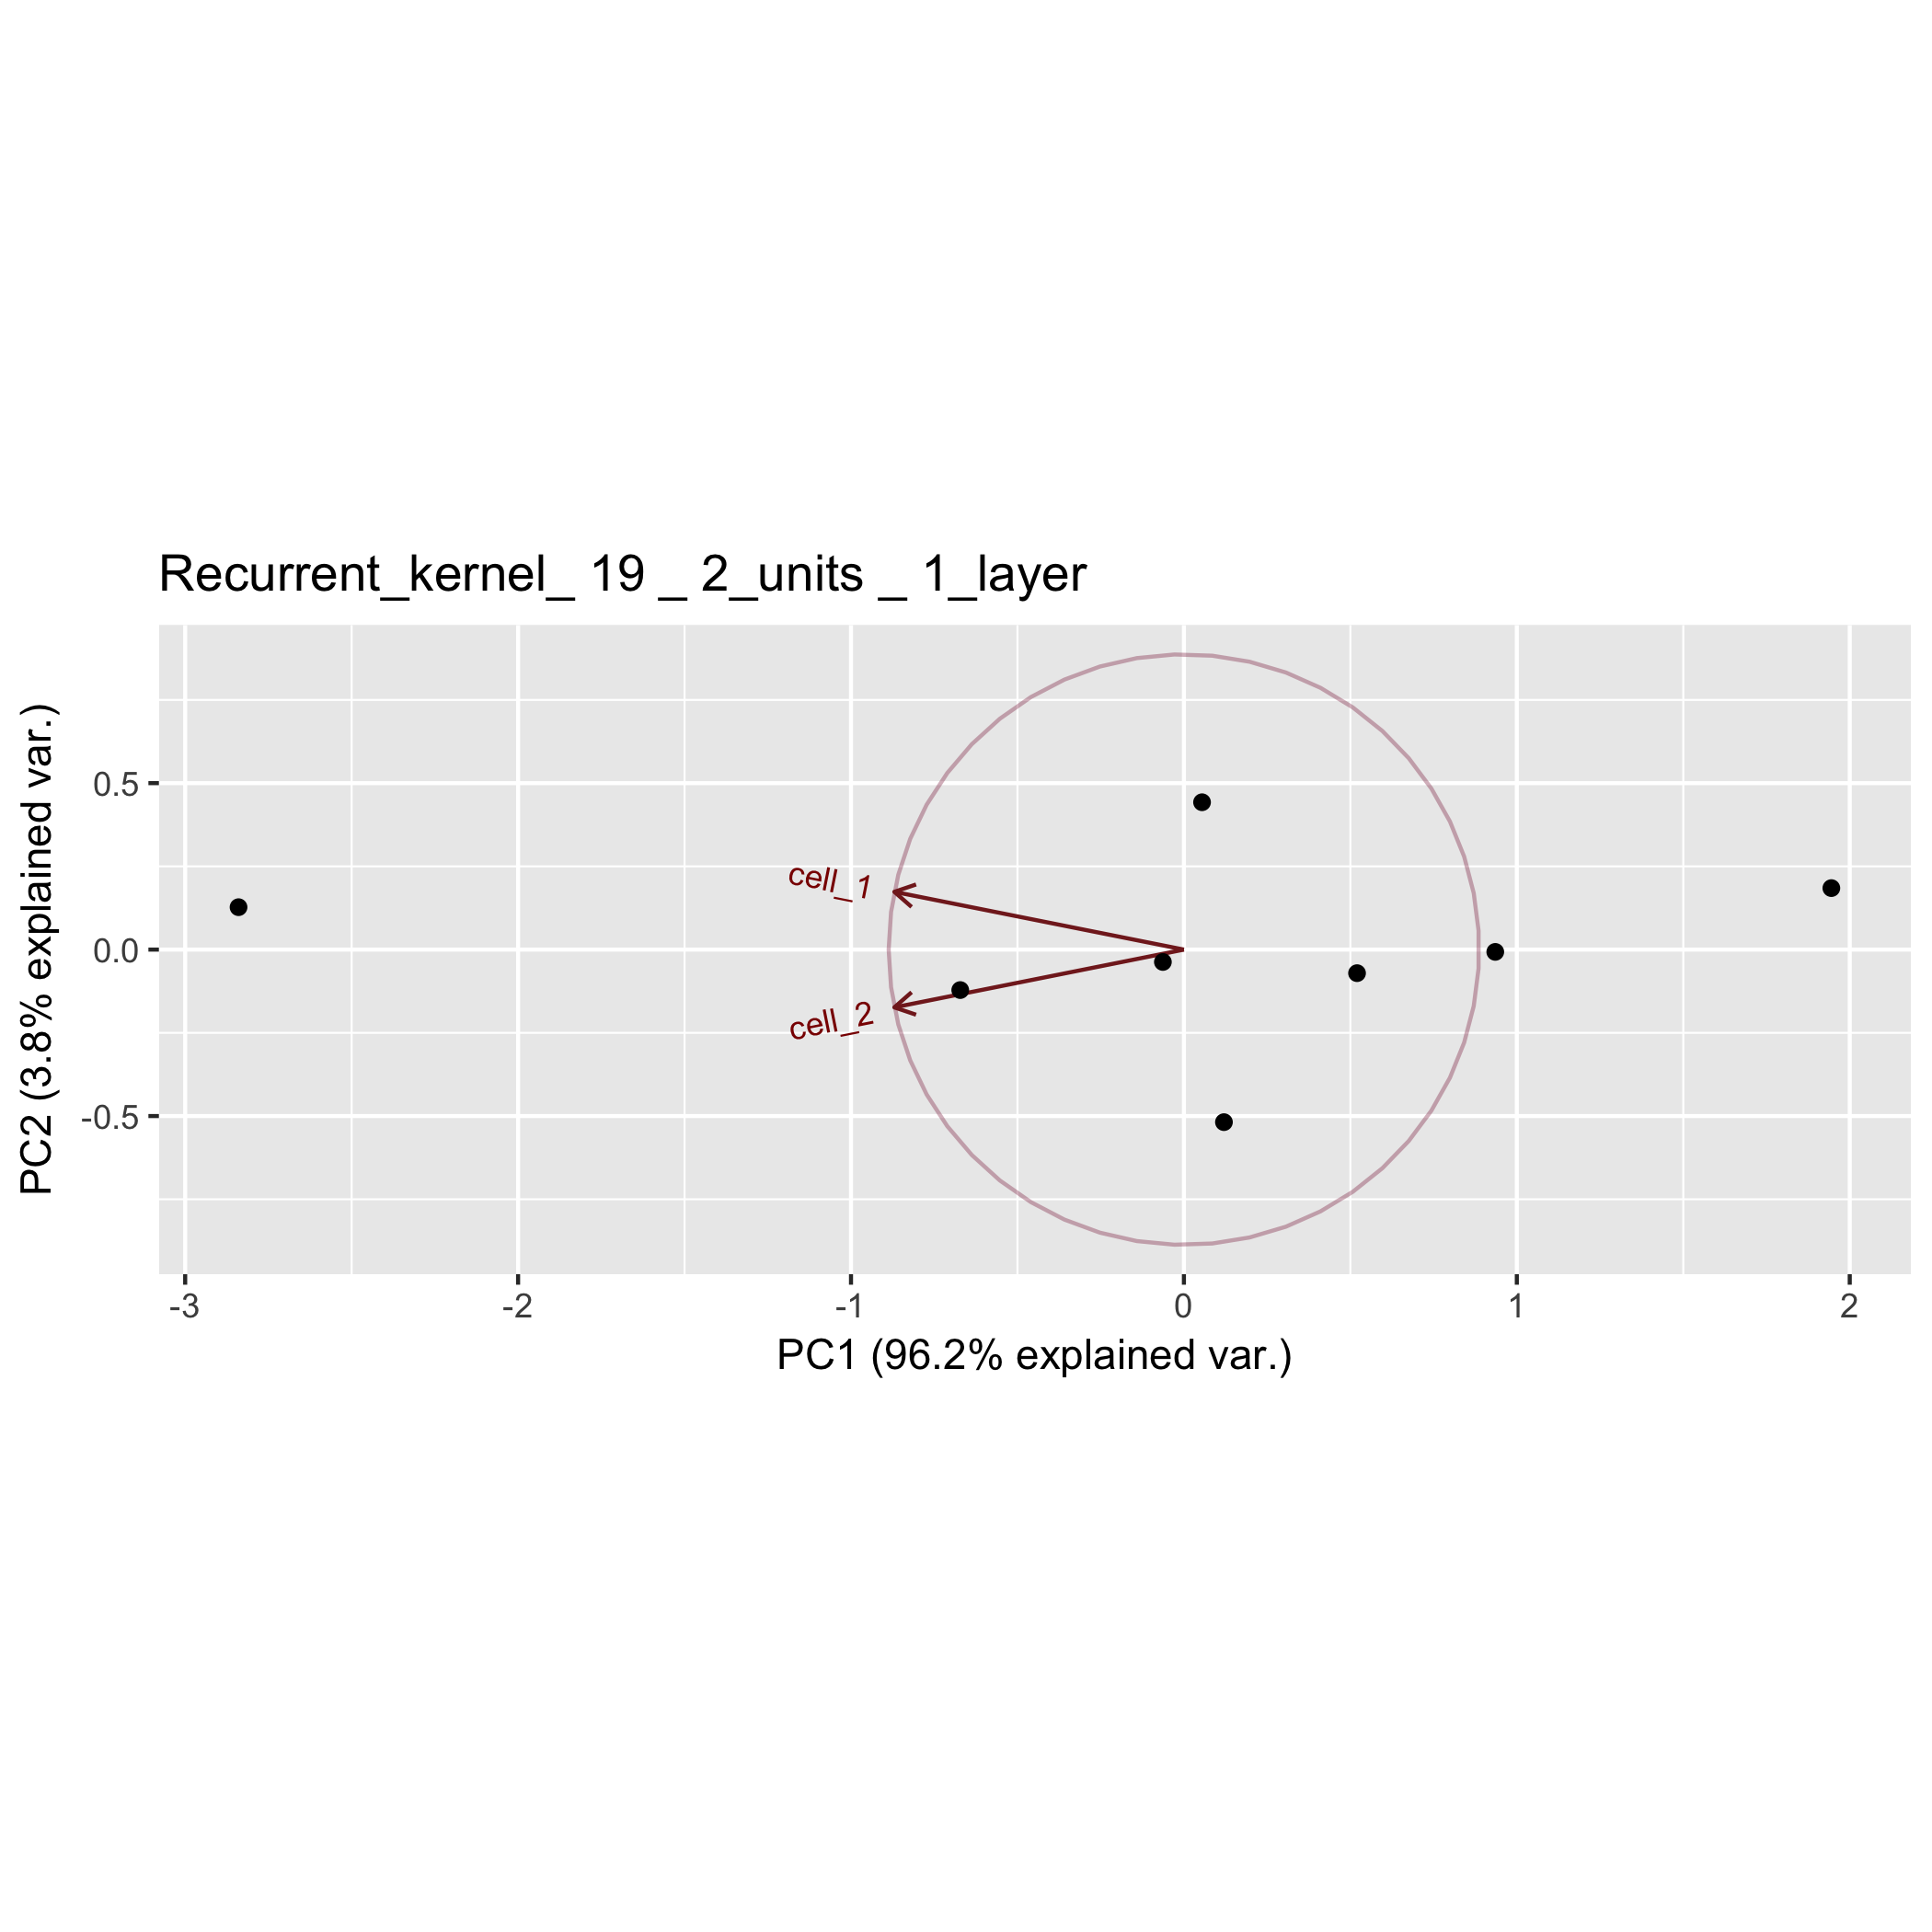 Recurrent_kernel_ 19 _ 2_units _ 1_layer
PC2 (3.8% explained var.)
0.5
0.0
-0.5
cell_1
cell_2
-3
-2
-1
0
1
2
PC1 (96.2% explained var.)